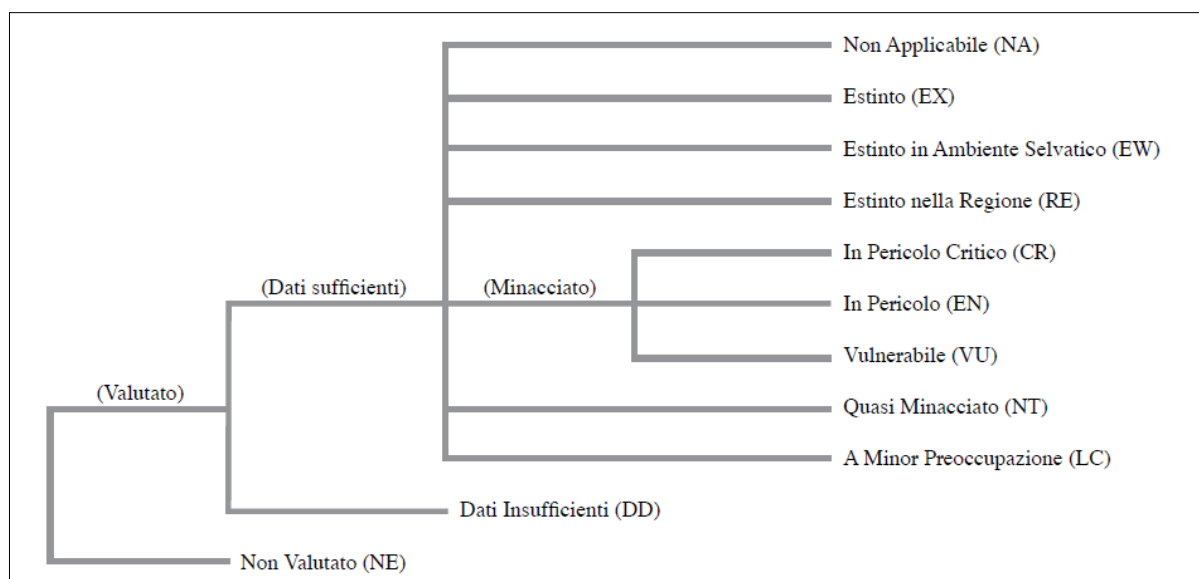 Non Applicabile (NA)
Estinto (EX)
Estinto in Ambiente Selvatico (EW)
Estinto nella Regione (RE)
In Pericolo Critico (CR)
(Dati sufficienti)
(Minacciato)
In Pericolo (EN)
Vulnerabile (VU)
(Valutato)
Quasi Minacciato (NT)
A Minor Preoccupazione (LC)
Dati Insufficienti (DD)
Non Valutato (NE)